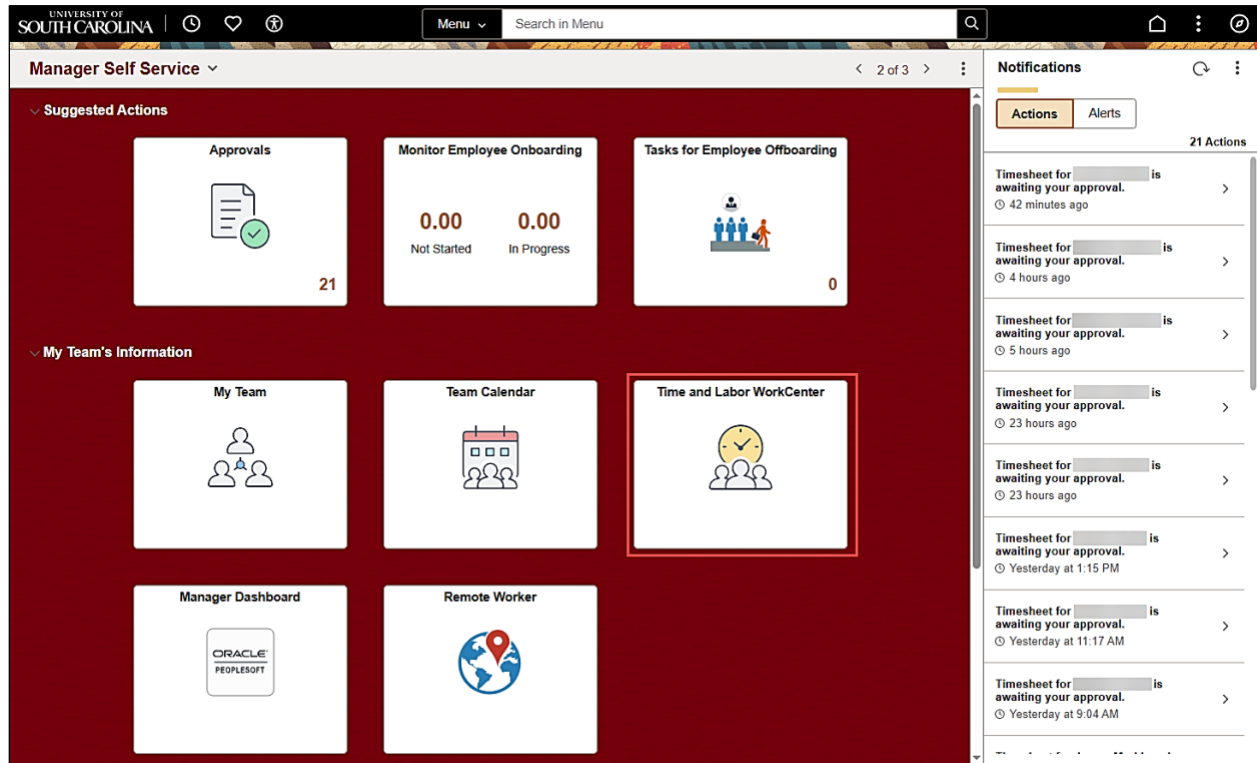 UNIVERSITY OF
SOUTH CAROLINA
Menu
Search in Menu
Manager Self Service
2 of 3
Suggested Actions
Approvals
21
Monitor Employee Onboarding
0.00
0.00
Not Started
In Progress
Tasks for Employee Offboarding
0
My Team's Information
My Team
Team Calendar
Time and Labor WorkCenter
Manager Dashboard
ORACLE
PEOPLESOFT
Remote Worker
Notifications
Actions
Alerts
21 Actions
Timesheet for is
awaiting your approval.
42 minutes ago
Timesheet for is
awaiting your approval.
4 hours ago
Timesheet for is
awaiting your approval.
5 hours ago
Timesheet for is
awaiting your approval.
23 hours ago
Timesheet for is
awaiting your approval.
23 hours ago
Timesheet for is
awaiting your approval.
Yesterday at 1:15 PM
Timesheet for is
awaiting your approval.
Yesterday at 11:17 AM
Timesheet for is
awaiting your approval.
Yesterday at 9:04 AM